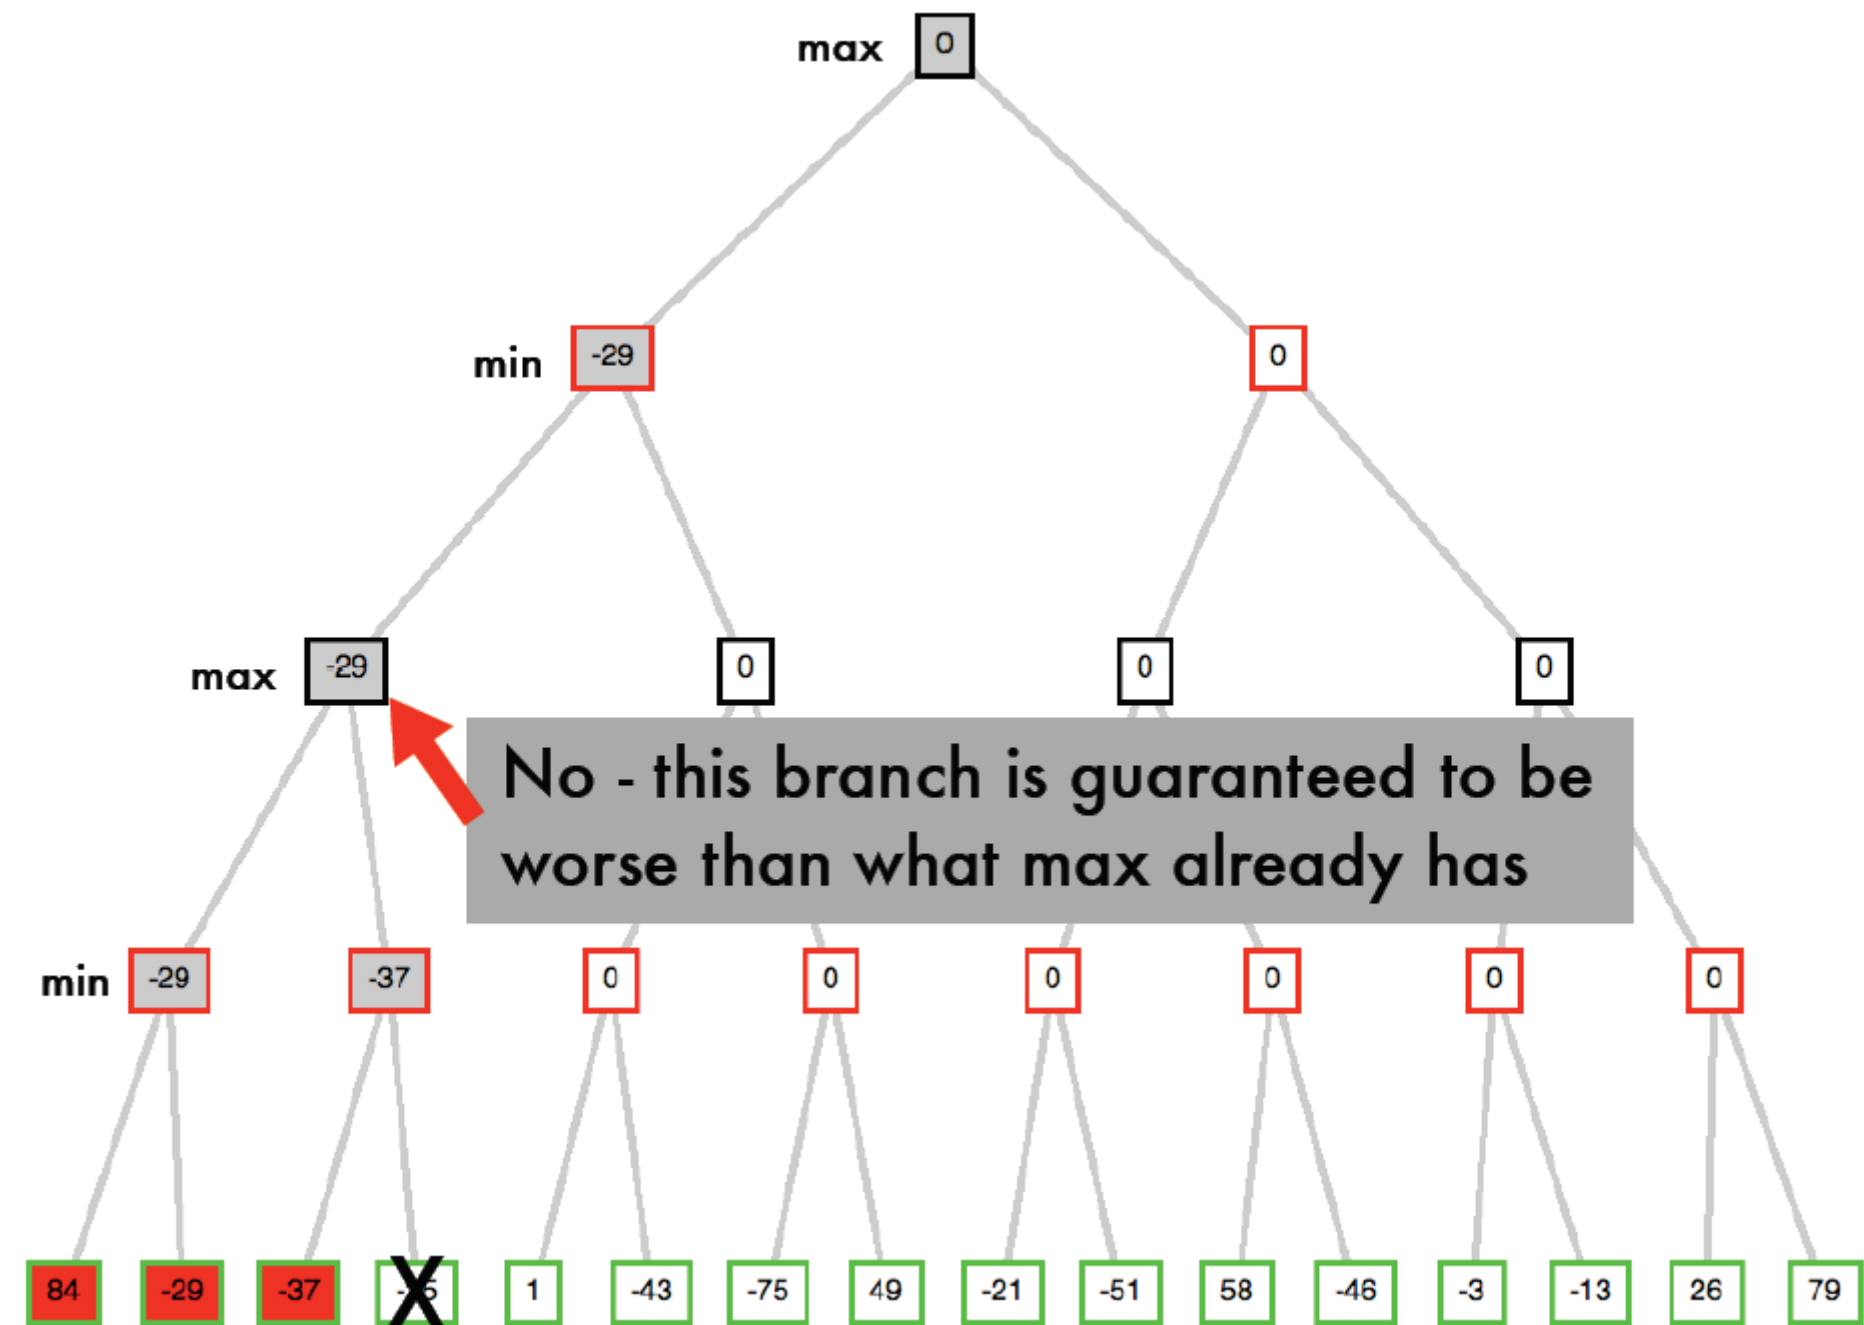 max 0
min -29 0
max -29 0 0 0
No - this branch is guaranteed to be
worse than what max already has
min -29 -37 0 0 0 0 0 0
84 -29 -37 X 1 -43 -75 49 -21 -51 58 -46 -3 -13 26 79